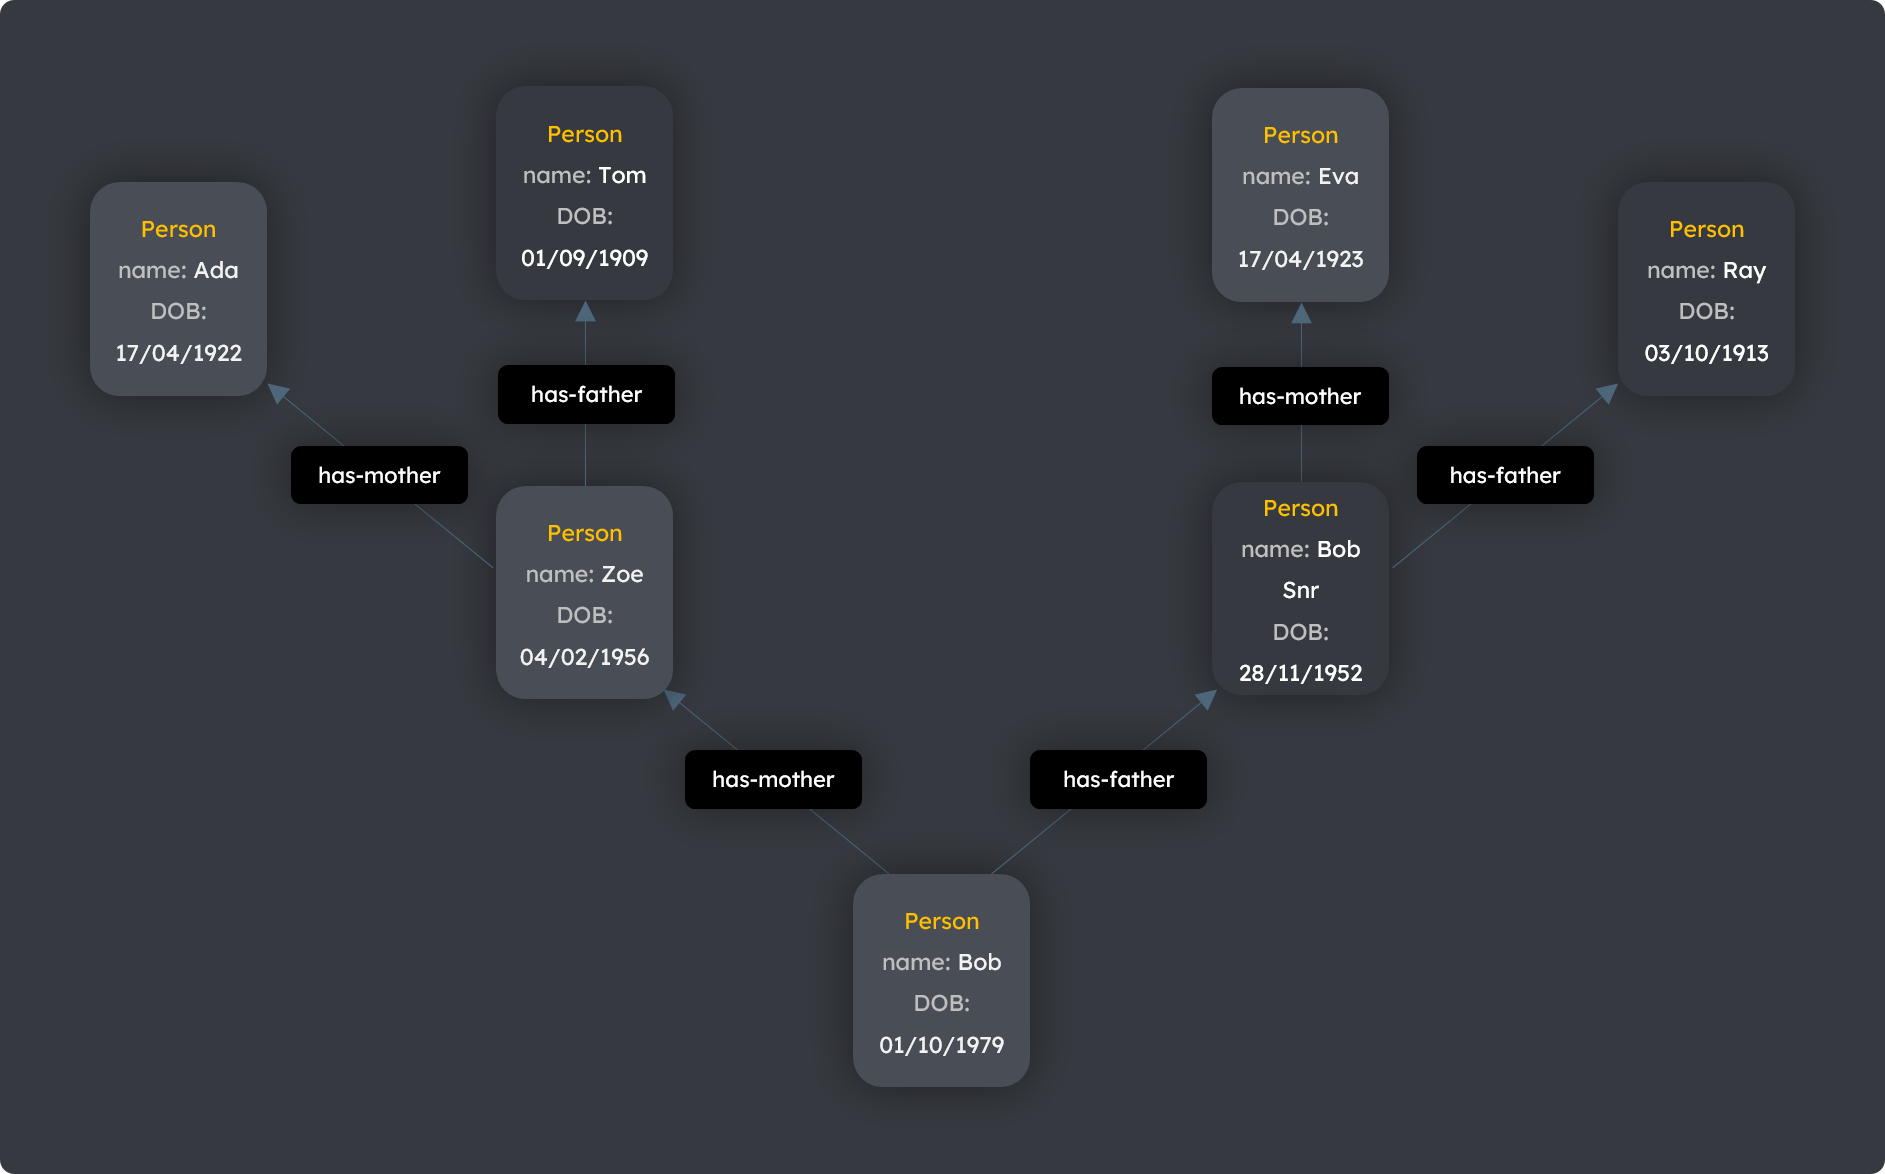 Person
name: Tom
DOB:
01/09/1909
Person
name: Eva
DOB:
17/04/1923
Person
name: Ada
DOB:
17/04/1922
Person
name: Ray
DOB:
03/10/1913
has-father
has-mother
has-mother
has-father
Person
name: Zoe
DOB:
04/02/1956
Person
name: Bob
Snr
DOB:
28/11/1952
has-mother
has-father
Person
name: Bob
DOB:
01/10/1979